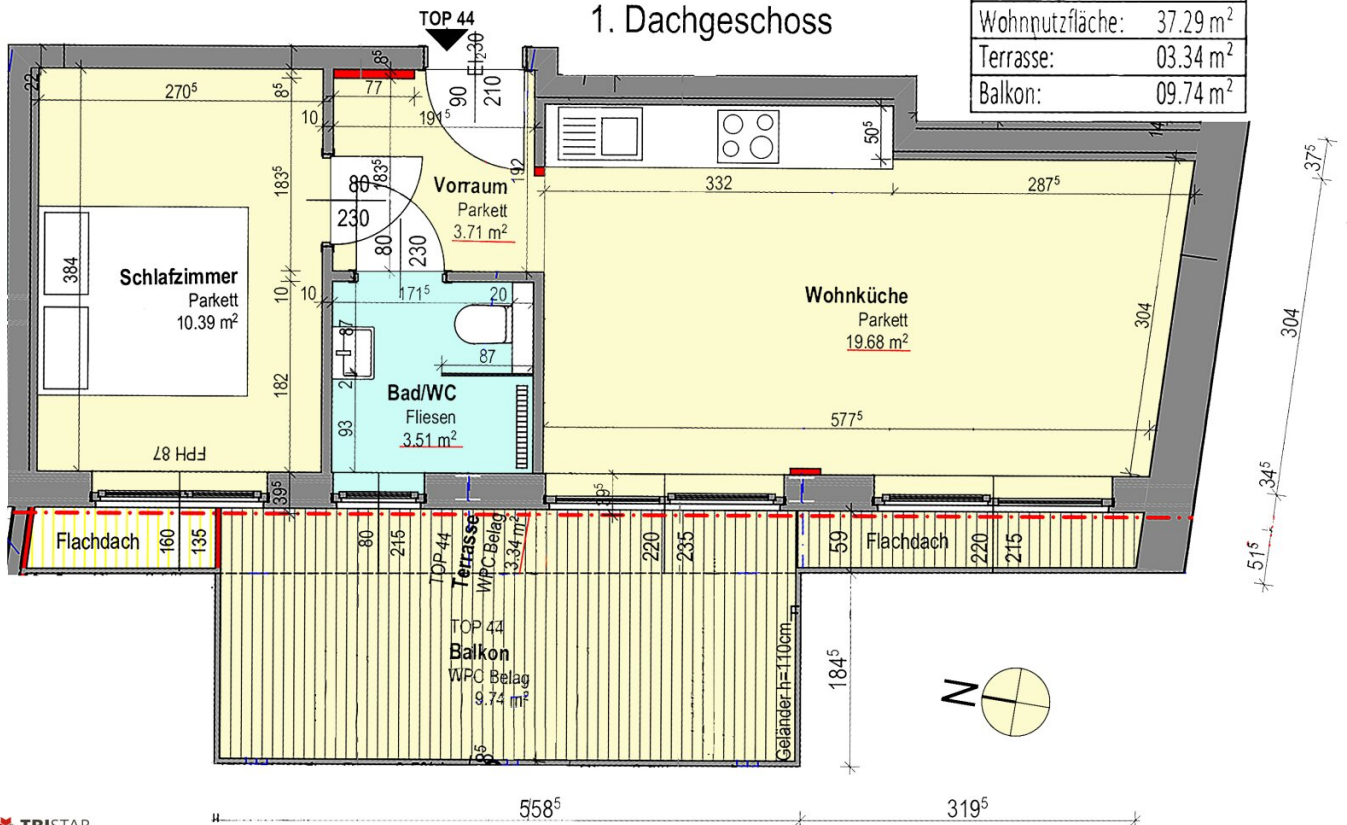 TOP 44
1. Dachgeschoss
Wohnnutzfläche: 37.29 m²
Terrasse: 03.34 m²
Balkon: 09.74 m²
22
270⁵
8⁵
8⁵
77
10
191⁵
90
210
30
192
50⁵
14
37⁵
183⁵
80
230
183⁵
80
230
Vorraum
Parkett
3.71 m²
332
287⁵
384
Schlafzimmer
Parkett
10.39 m²
10
10
171⁵
20
87
87
Wohnküche
Parkett
19.68 m²
304
304
182
Bad/WC
Fliesen
3.51 m²
93
577⁵
FPH 87
39⁵
34⁵
51⁵
Flachdach
160
135
80
215
TOP 44
Terrasse
WPC Belag
3.34 m²
220
235
59
Flachdach
220
215
TOP 44
Balkon
WPC Belag
9.74 m²
Geländer h=110cm
184⁵
N
8⁵
558⁵
319⁵
TRISTAR